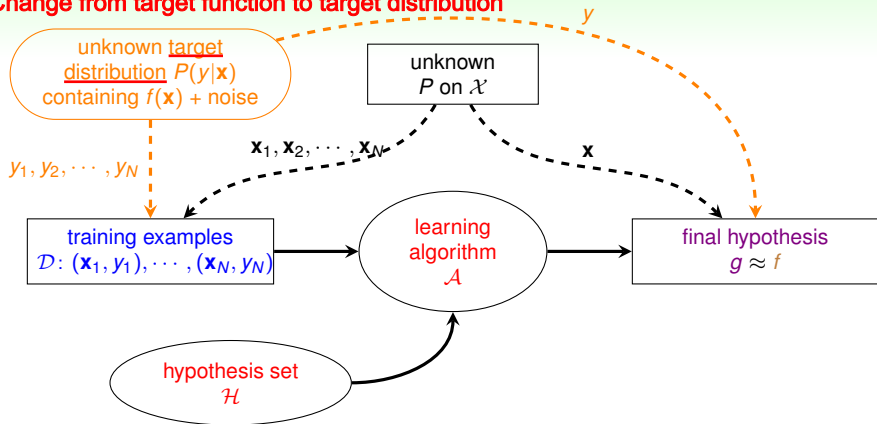 Change from target function to target distribution
y
unknown target
distribution P(y|x)
containing f(x) + noise
unknown
P on 𝒳
x₁, x₂, · · · , x_N
x
y₁, y₂, · · · , y_N
training examples
𝒟: (x₁, y₁), · · · , (x_N, y_N)
learning
algorithm
𝒜
final hypothesis
g ≈ f
hypothesis set
ℋ